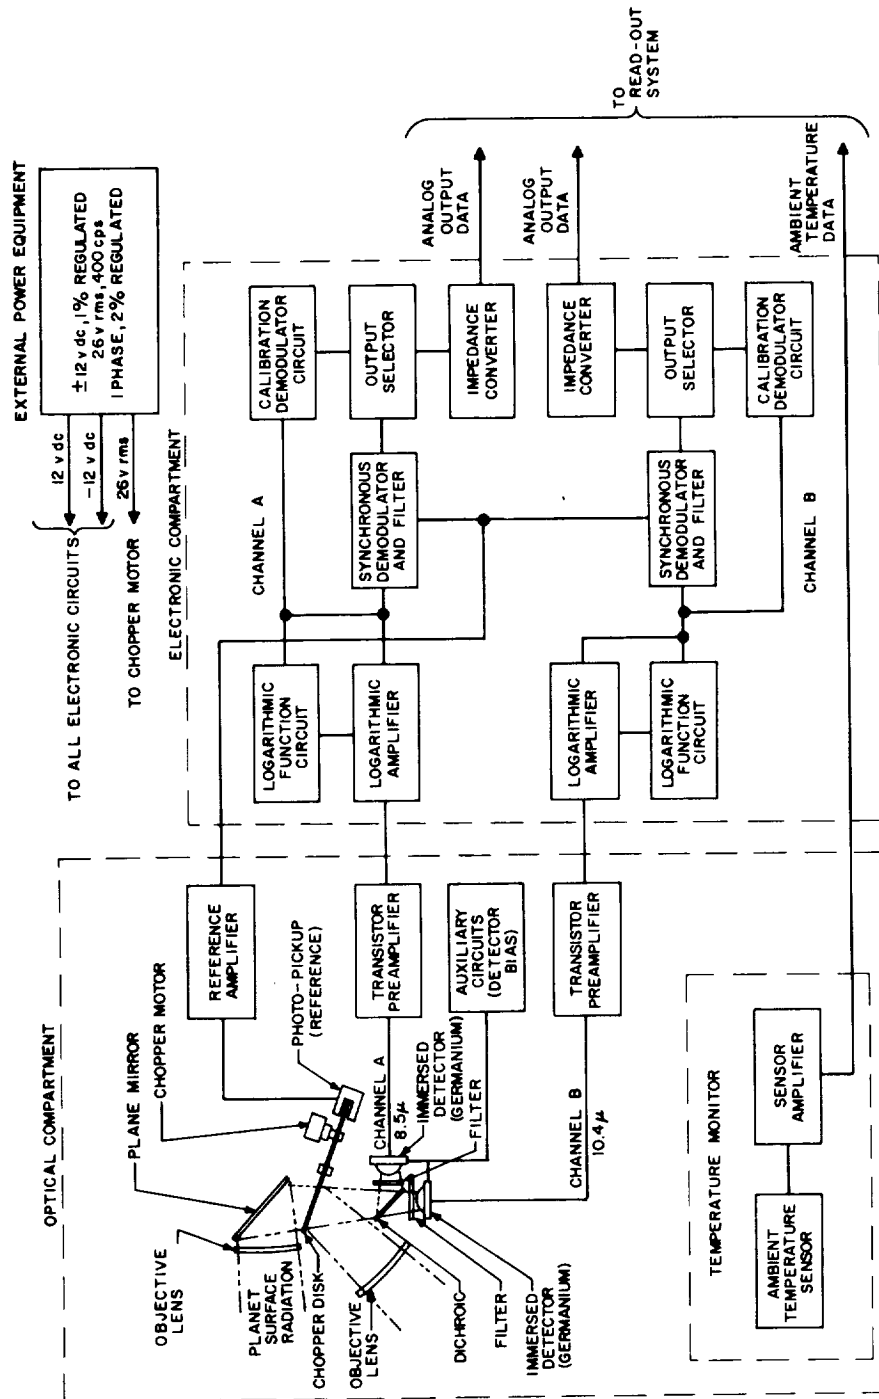 EXTERNAL POWER EQUIPMENT
±12 v dc, 1% REGULATED
26 v rms, 400 cps
1 PHASE, 2% REGULATED
12 v dc
-12 v dc
26 v rms
TO ALL ELECTRONIC CIRCUITS
TO CHOPPER MOTOR
OPTICAL COMPARTMENT
OBJECTIVE
LENS
PLANE MIRROR
CHOPPER MOTOR
PLANET
SURFACE
RADIATION
CHOPPER DISK
OBJECTIVE
LENS
PHOTO-PICKUP
(REFERENCE)
REFERENCE
AMPLIFIER
CHANNEL A
8.5μ
IMMERSED
DETECTOR
(GERMANIUM)
FILTER
TRANSISTOR
PREAMPLIFIER
AUXILIARY
CIRCUITS
(DETECTOR
BIAS)
DICHROIC
FILTER
IMMERSED
DETECTOR
(GERMANIUM)
CHANNEL B
10.4μ
TRANSISTOR
PREAMPLIFIER
TEMPERATURE MONITOR
AMBIENT
TEMPERATURE
SENSOR
SENSOR
AMPLIFIER
ELECTRONIC COMPARTMENT
CHANNEL A
LOGARITHMIC
FUNCTION
CIRCUIT
LOGARITHMIC
AMPLIFIER
SYNCHRONOUS
DEMODULATOR
AND FILTER
CALIBRATION
DEMODULATOR
CIRCUIT
OUTPUT
SELECTOR
IMPEDANCE
CONVERTER
LOGARITHMIC
AMPLIFIER
LOGARITHMIC
FUNCTION
CIRCUIT
SYNCHRONOUS
DEMODULATOR
AND FILTER
IMPEDANCE
CONVERTER
OUTPUT
SELECTOR
CALIBRATION
DEMODULATOR
CIRCUIT
CHANNEL B
ANALOG
OUTPUT
DATA
ANALOG
OUTPUT
DATA
AMBIENT
TEMPERATURE
DATA
TO
READ-OUT
SYSTEM